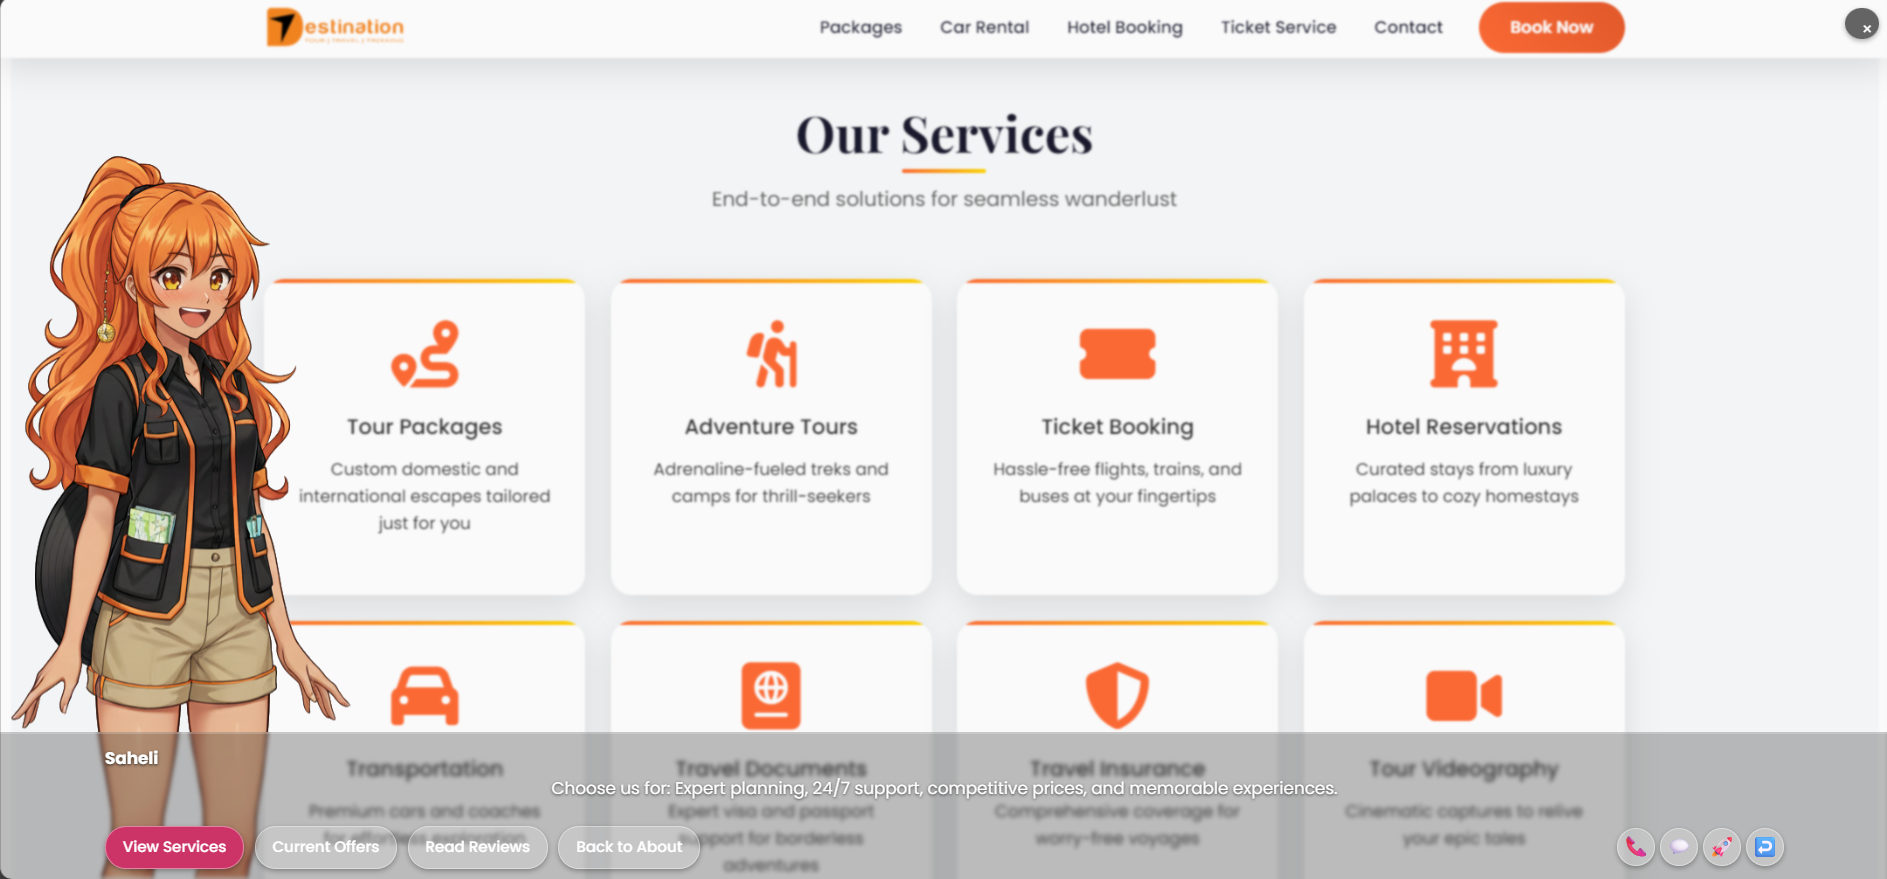 Destination
TOUR | TRAVEL | TREKKING
Packages
Car Rental
Hotel Booking
Ticket Service
Contact
Book Now
×
Our Services
End-to-end solutions for seamless wanderlust
Tour Packages
Custom domestic and
international escapes tailored
just for you
Adventure Tours
Adrenaline-fueled treks and
camps for thrill-seekers
Ticket Booking
Hassle-free flights, trains, and
buses at your fingertips
Hotel Reservations
Curated stays from luxury
palaces to cozy homestays
Transportation
Premium cars and coaches
for effortless exploration
Travel Documents
Expert visa and passport
support for borderless
adventures
Travel Insurance
Comprehensive coverage for
worry-free voyages
Tour Videography
Cinematic captures to relive
your epic tales
Saheli
Choose us for: Expert planning, 24/7 support, competitive prices, and memorable experiences.
View Services
Current Offers
Read Reviews
Back to About